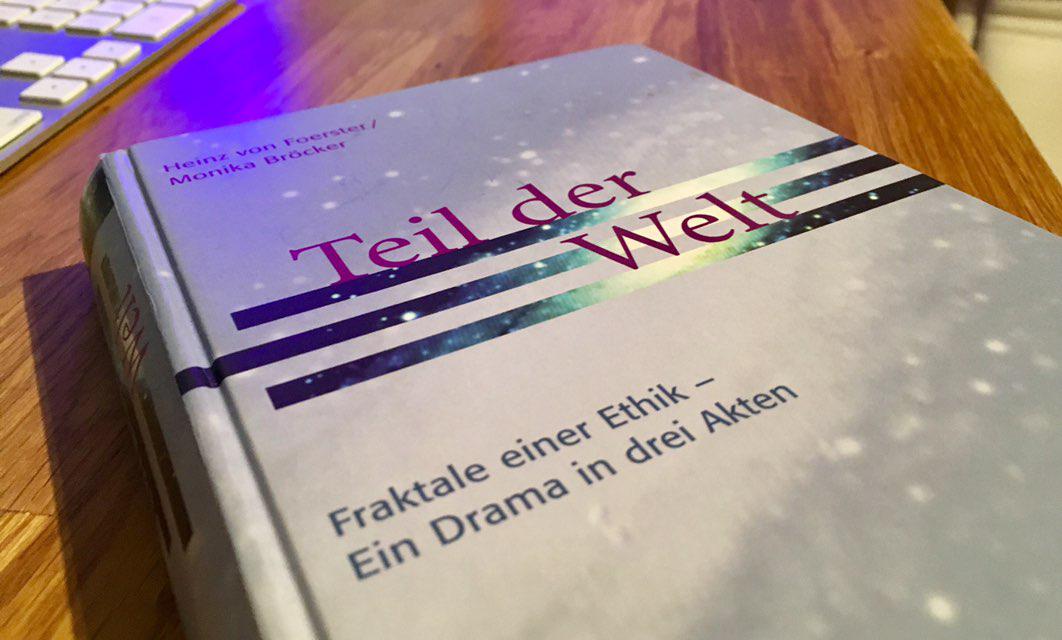 Heinz von Foerster/
Monika Bröcker
Teil der
Welt
Fraktale einer Ethik –
Ein Drama in drei Akten